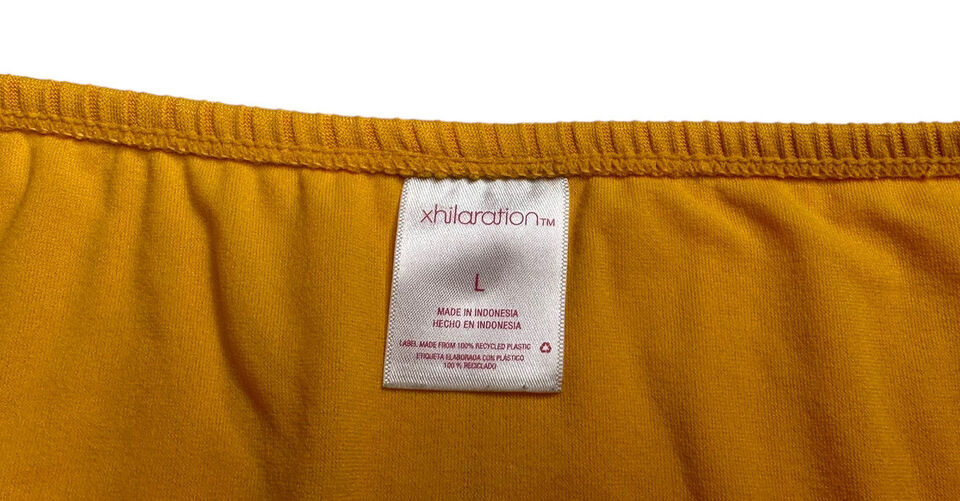 xhilaration™
L
MADE IN INDONESIA
HECHO EN INDONESIA
LABEL MADE FROM 100% RECYCLED PLASTIC
ETIQUETA ELABORADA CON PLÁSTICO
100% RECICLADO